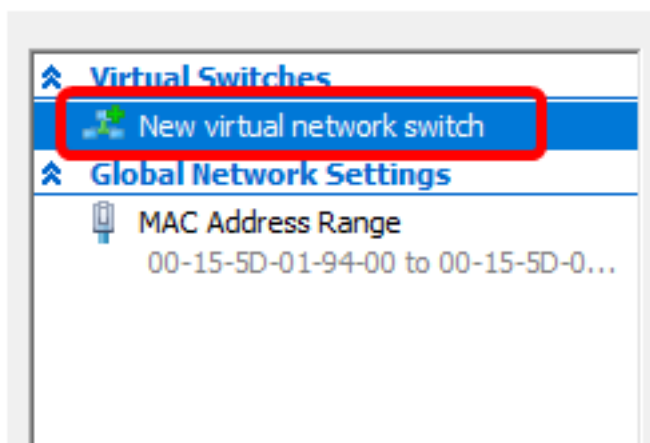 Virtual Switches
New virtual network switch
Global Network Settings
MAC Address Range
00-15-5D-01-94-00 to 00-15-5D-0...